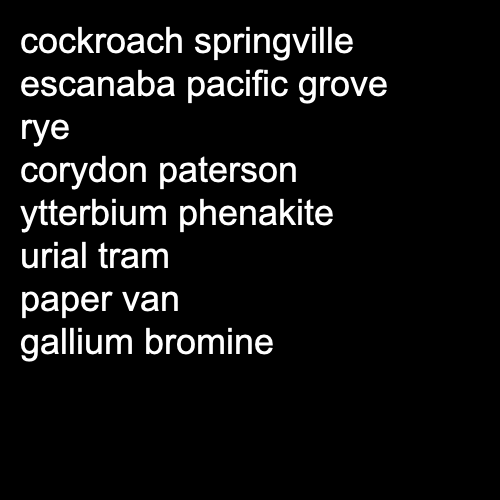 cockroach springville
escanaba pacific grove
rye
corydon paterson
ytterbium phenakite
urial tram
paper van
gallium bromine